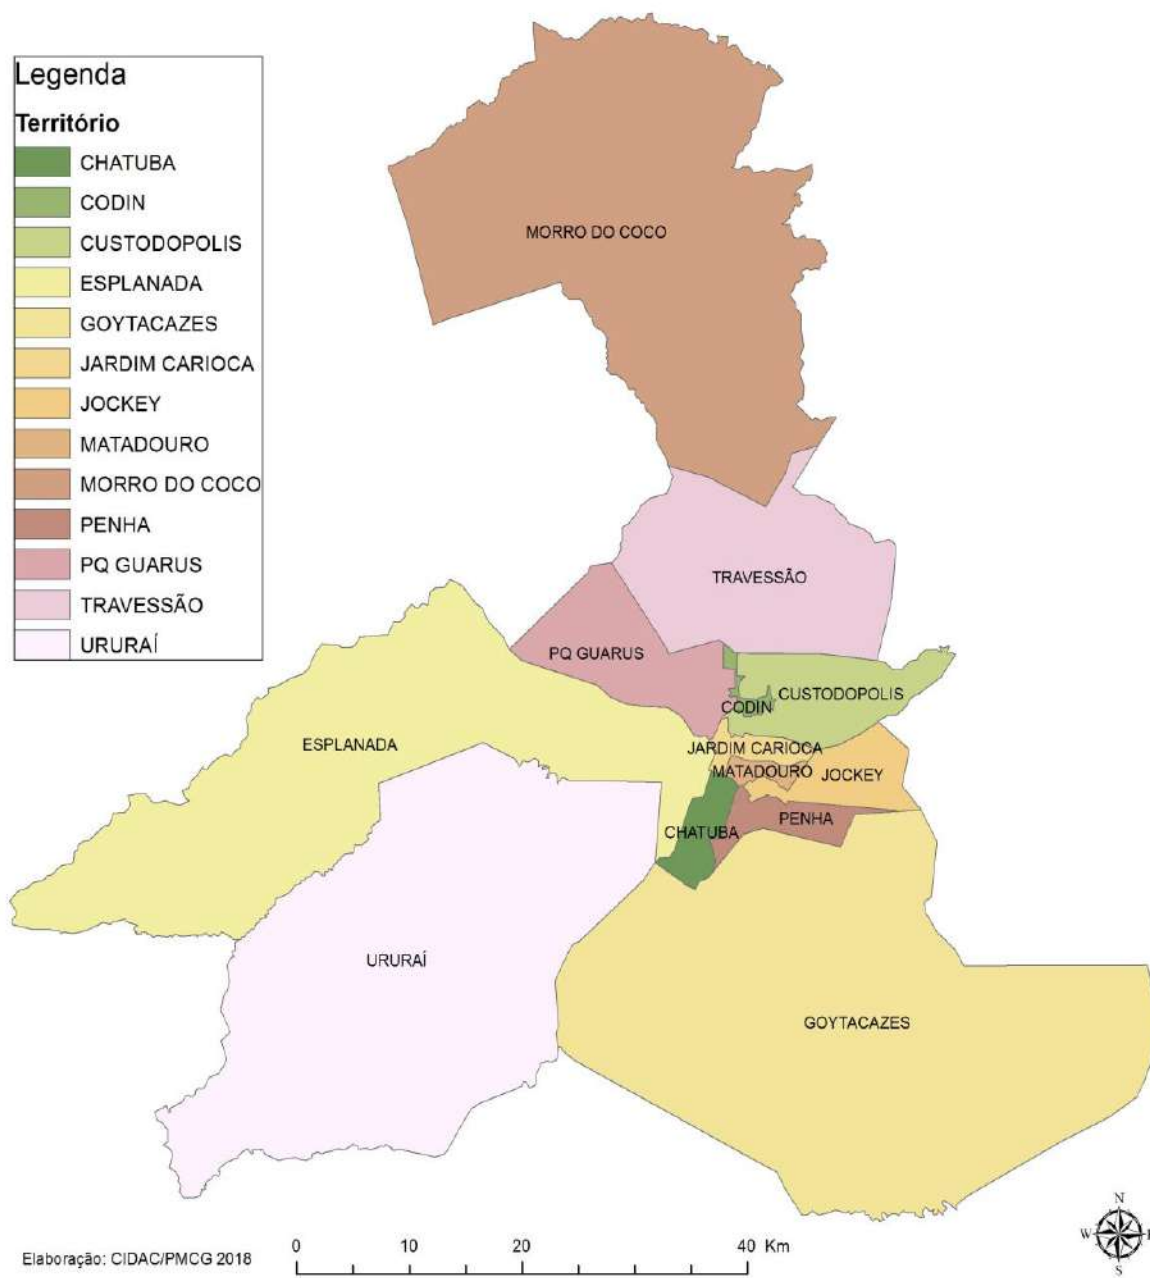 Legenda
Território
CHATUBA
CODIN
CUSTODOPOLIS
ESPLANADA
GOYTACAZES
JARDIM CARIOCA
JOCKEY
MATADOURO
MORRO DO COCO
PENHA
PQ GUARUS
TRAVESSÃO
URURAÍ
MORRO DO COCO
TRAVESSÃO
PQ GUARUS
CUSTODOPOLIS
CODIN
ESPLANADA
JARDIM CARIOCA
MATADOURO
JOCKEY
PENHA
CHATUBA
URURAÍ
GOYTACAZES
Elaboração: CIDAC/PMCG 2018
0 10 20 40 Km
N
W E
S